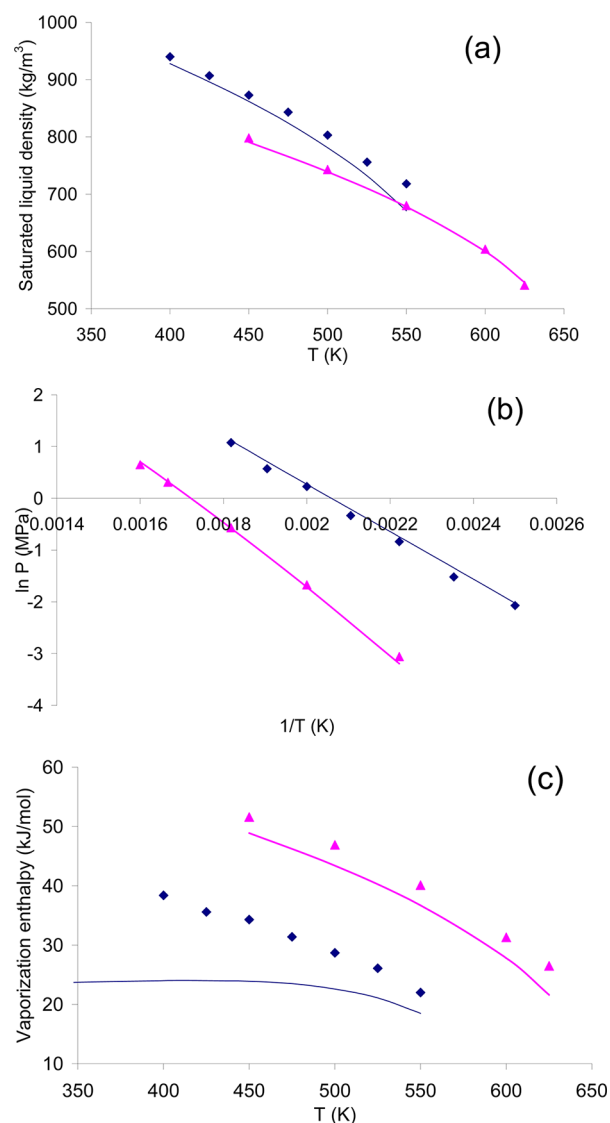 (a)
Saturated liquid density (kg/m³)
1000
900
800
700
600
500
350 400 450 500 550 600 650
T (K)
(b)
ln P (MPa)
2
1
0
-1
-2
-3
-4
0.0014 0.0016 0.0018 0.002 0.0022 0.0024 0.0026
1/T (K)
(c)
Vaporization enthalpy (kJ/mol)
60
50
40
30
20
10
350 400 450 500 550 600 650
T (K)